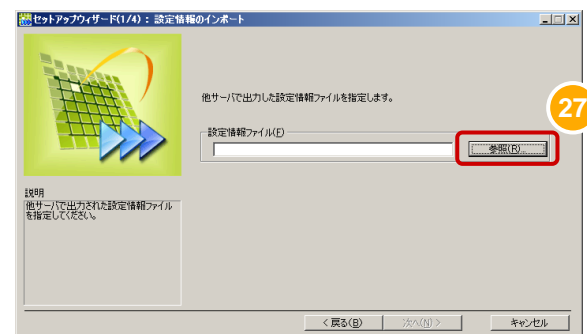 セットアップウィザード(1/4) : 設定情報のインポート
他サーバで出力した設定情報ファイルを指定します。
27
設定情報ファイル(F)
参照(R)...
説明
他サーバで出力された設定情報ファイル
を指定してください。
< 戻る(B)
次へ(N) >
キャンセル